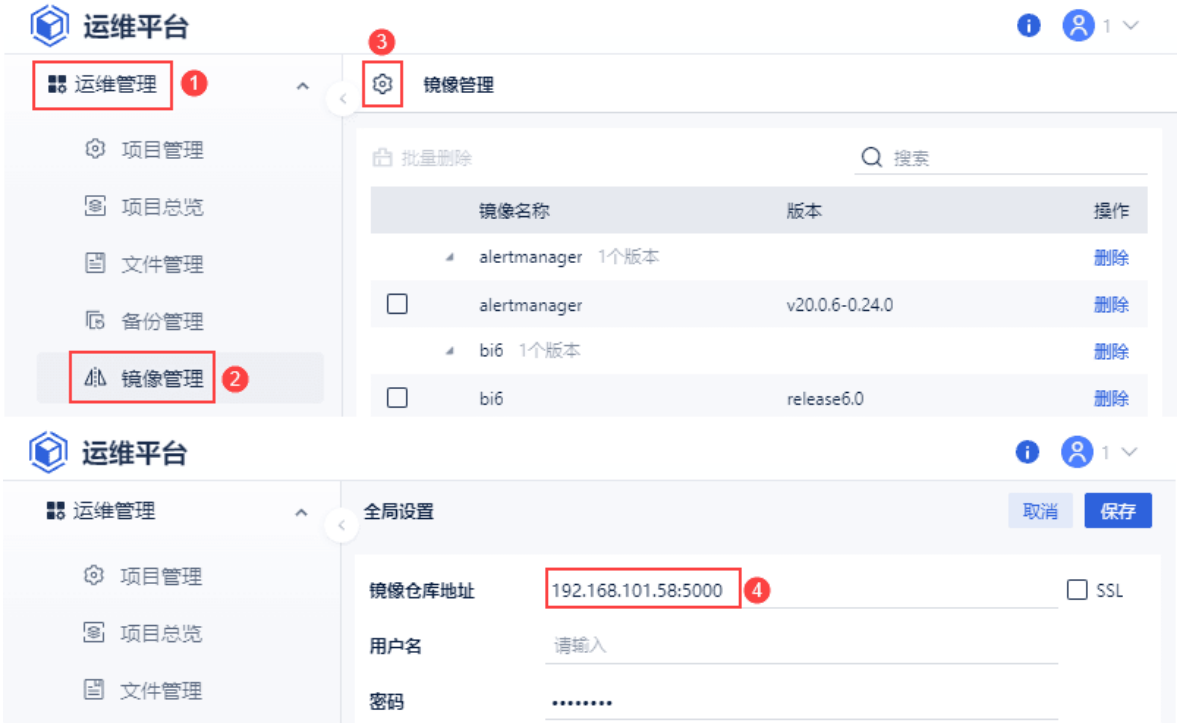 运维平台
1
3
运维管理 1
镜像管理
项目管理
批量删除
搜索
项目总览
镜像名称 版本 操作
文件管理
alertmanager 1个版本 删除
备份管理
alertmanager v20.0.6-0.24.0 删除
bi6 1个版本 删除
镜像管理 2
bi6 release6.0 删除
运维平台
1
运维管理
全局设置 取消 保存
项目管理
镜像仓库地址 192.168.101.58:5000 4 SSL
项目总览
用户名 请输入
文件管理
密码 ••••••••